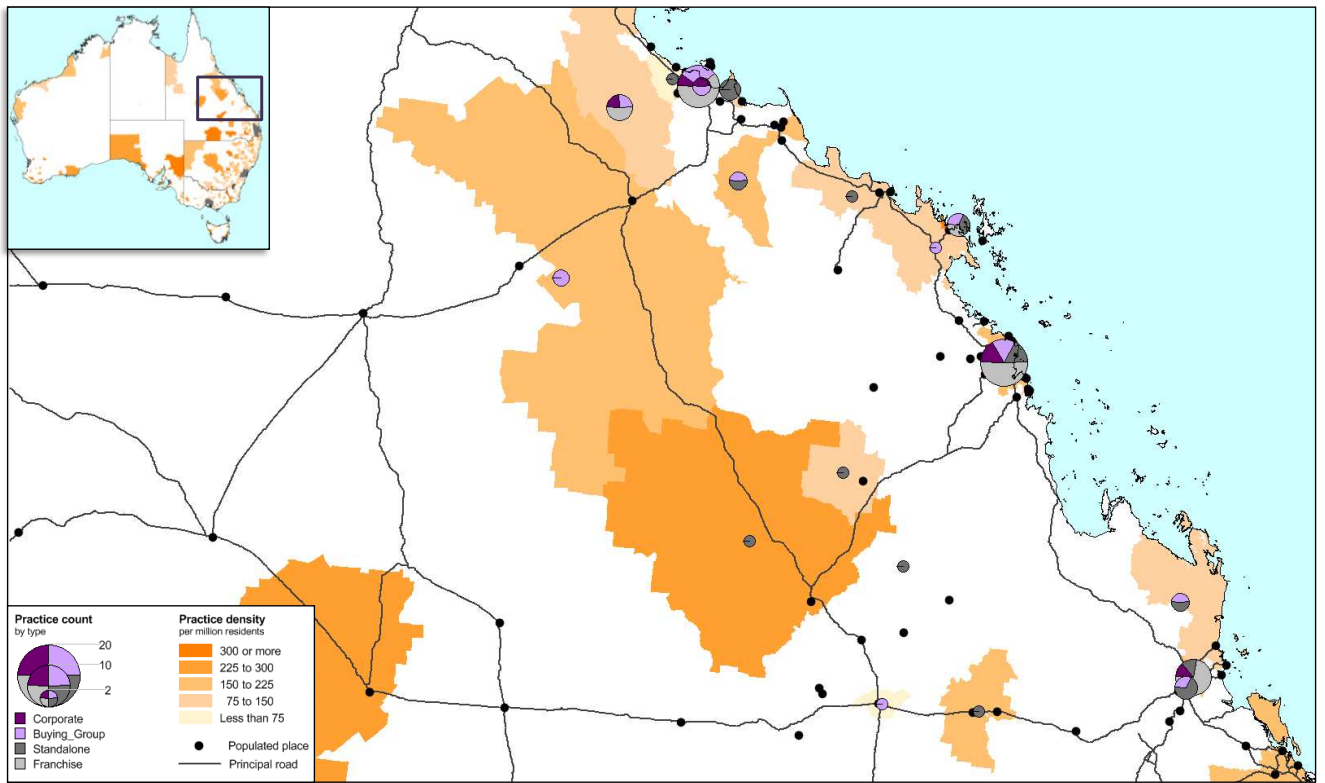 Practice count
by type
20
10
2
Corporate
Buying_Group
Standalone
Franchise
Practice density
per million residents
300 or more
225 to 300
150 to 225
75 to 150
Less than 75
Populated place
Principal road